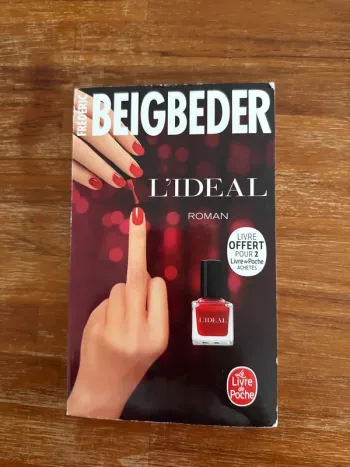 FRÉDÉRIC
BEIGBEDER
L'IDEAL
ROMAN
LIVRE
OFFERT
POUR 2
Livre de Poche
ACHETÉS
L'IDEAL
Le
Livre
de
Poche